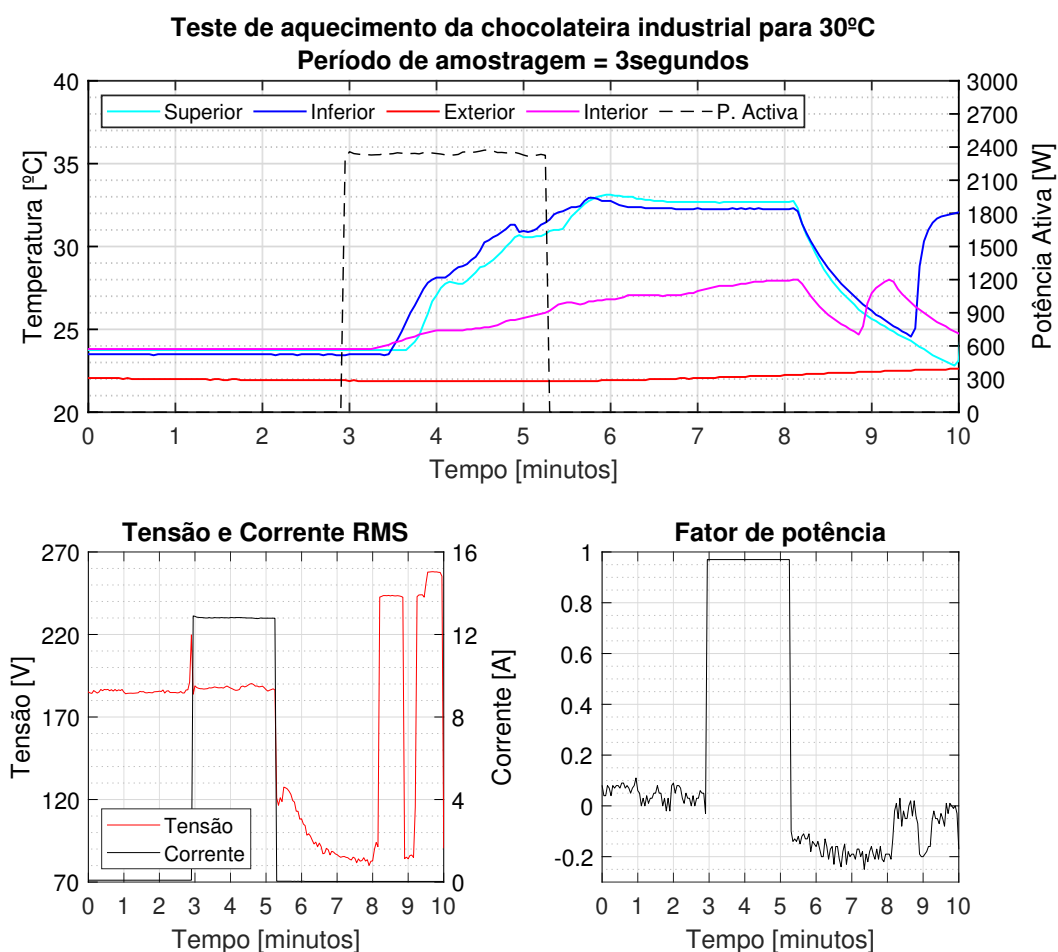 Teste de aquecimento da chocolateira industrial para 30ºC
Período de amostragem = 3segundos
Temperatura [ºC]
40
35
30
25
20
Superior Inferior Exterior Interior P. Activa
3000
2700
2400
2100
1800
1500
1200
900
600
300
0
Potência Ativa [W]
0 1 2 3 4 5 6 7 8 9 10
Tempo [minutos]
Tensão e Corrente RMS
Tensão [V]
270
220
170
120
70
Tensão
Corrente
16
12
8
4
0
Corrente [A]
0 1 2 3 4 5 6 7 8 9 10
Tempo [minutos]
Fator de potência
1
0.8
0.6
0.4
0.2
0
-0.2
0 1 2 3 4 5 6 7 8 9 10
Tempo [minutos]